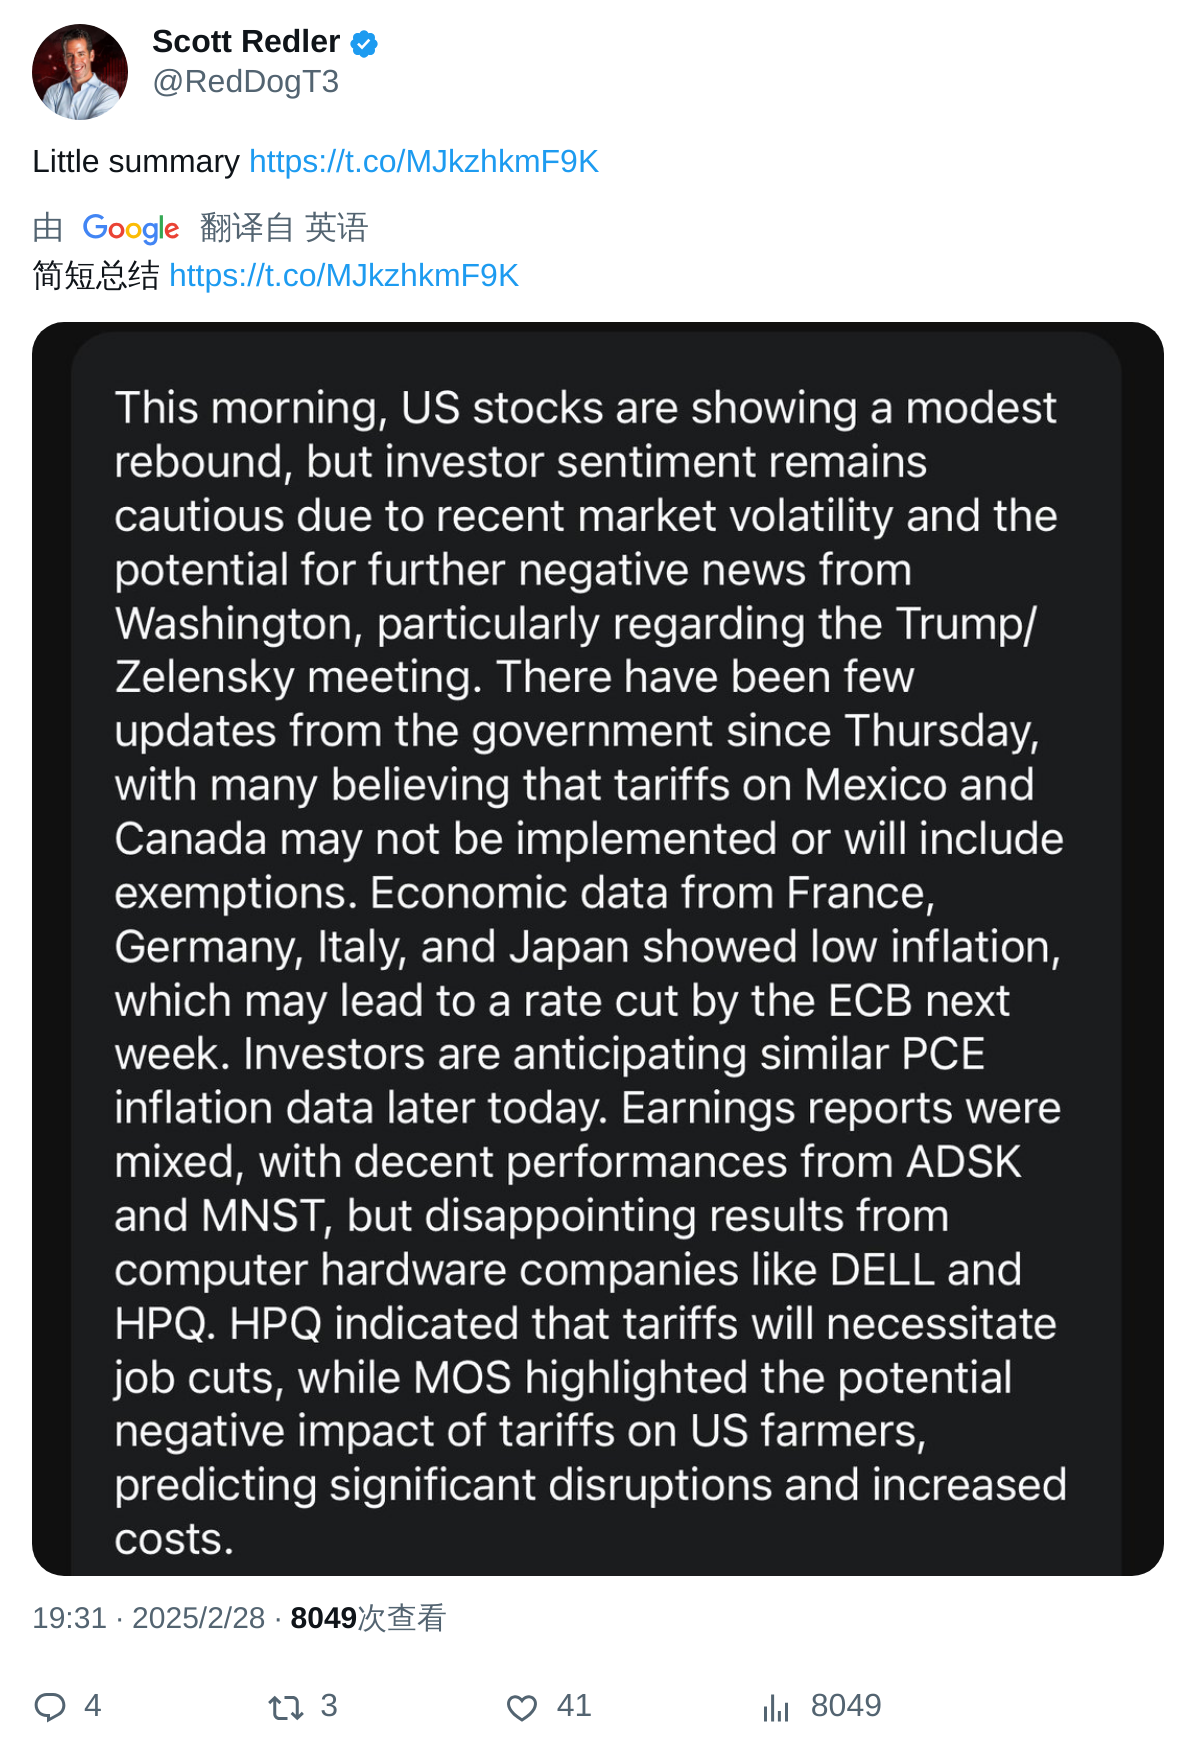 Scott Redler
@RedDogT3
Little summary https://t.co/MJkzhkmF9K
由 Google 翻译自 英语
简短总结 https://t.co/MJkzhkmF9K
This morning, US stocks are showing a modest
rebound, but investor sentiment remains
cautious due to recent market volatility and the
potential for further negative news from
Washington, particularly regarding the Trump/
Zelensky meeting. There have been few
updates from the government since Thursday,
with many believing that tariffs on Mexico and
Canada may not be implemented or will include
exemptions. Economic data from France,
Germany, Italy, and Japan showed low inflation,
which may lead to a rate cut by the ECB next
week. Investors are anticipating similar PCE
inflation data later today. Earnings reports were
mixed, with decent performances from ADSK
and MNST, but disappointing results from
computer hardware companies like DELL and
HPQ. HPQ indicated that tariffs will necessitate
job cuts, while MOS highlighted the potential
negative impact of tariffs on US farmers,
predicting significant disruptions and increased
costs.
19:31 · 2025/2/28 · 8049次查看
4 3 41 8049